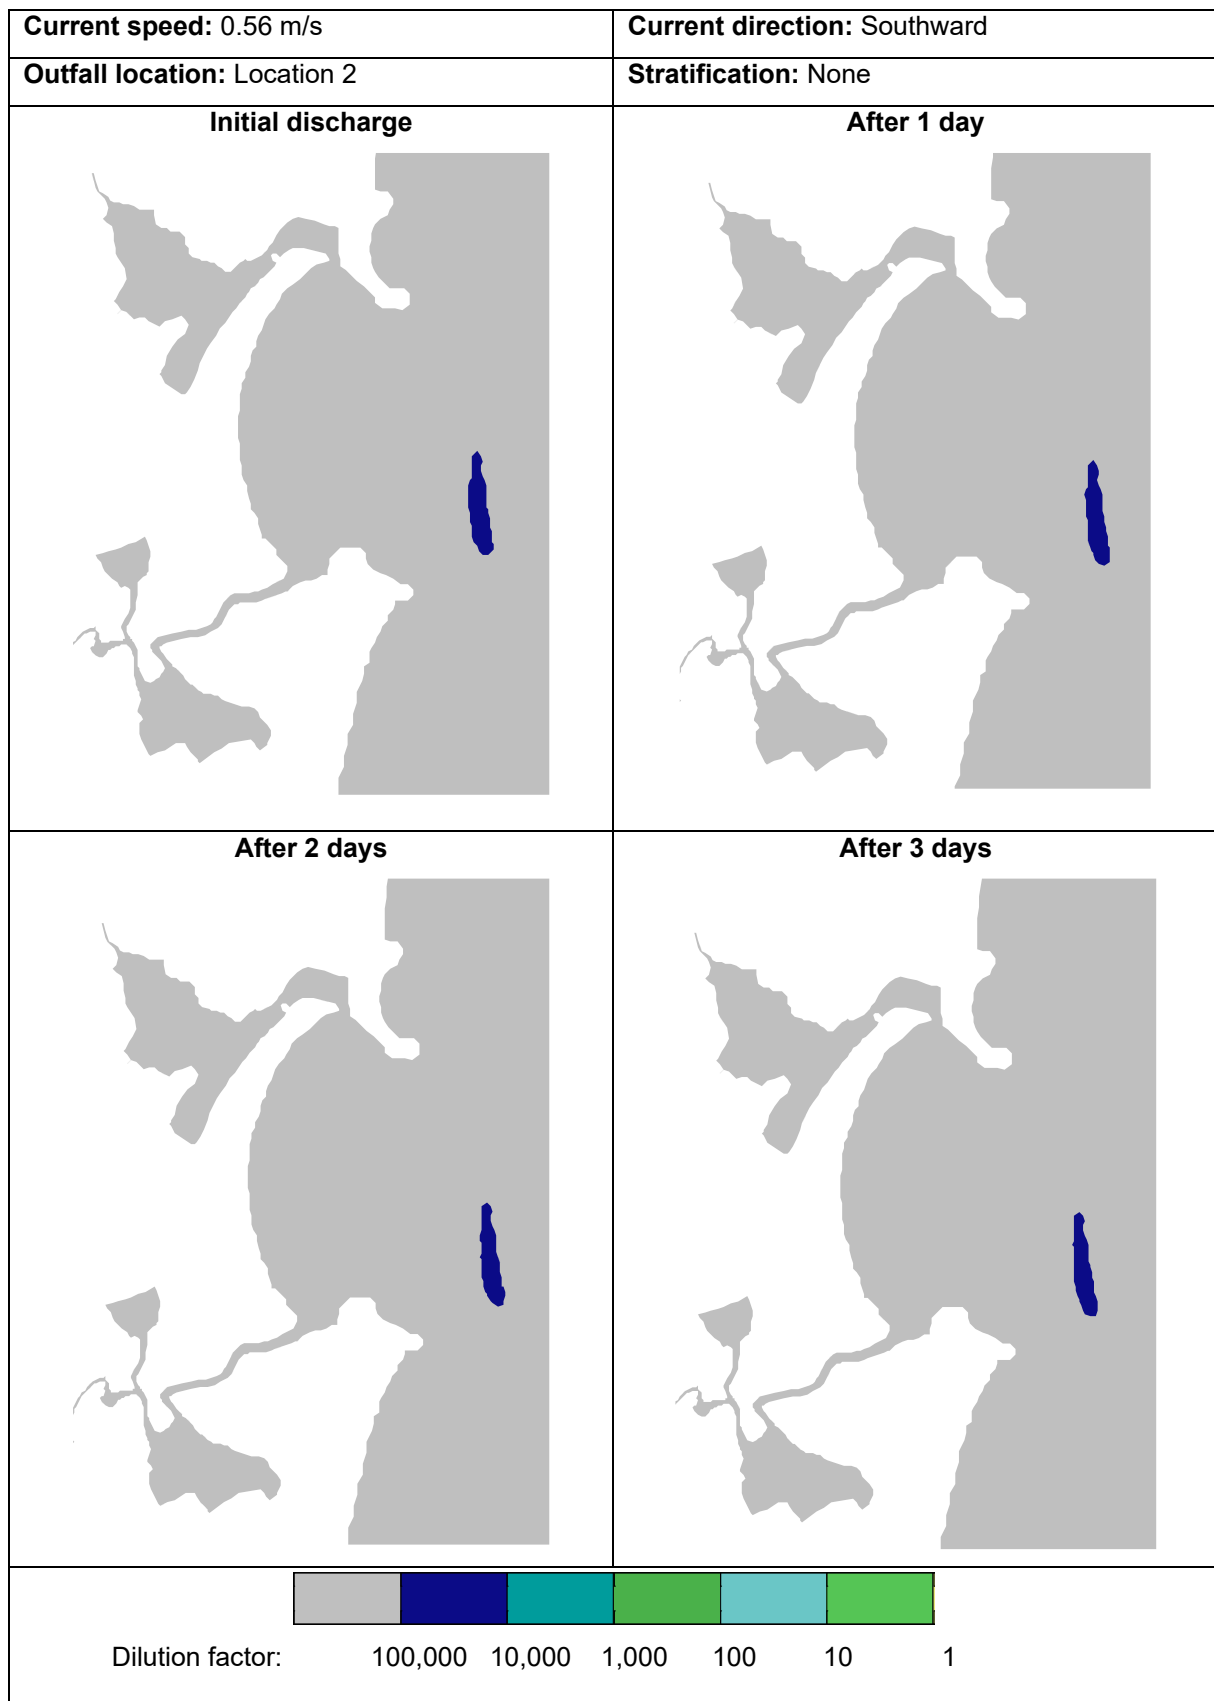 Current speed: 0.56 m/s
Current direction: Southward
Outfall location: Location 2
Stratification: None
Initial discharge
After 1 day
After 2 days
After 3 days
Dilution factor: 100,000 10,000 1,000 100 10 1